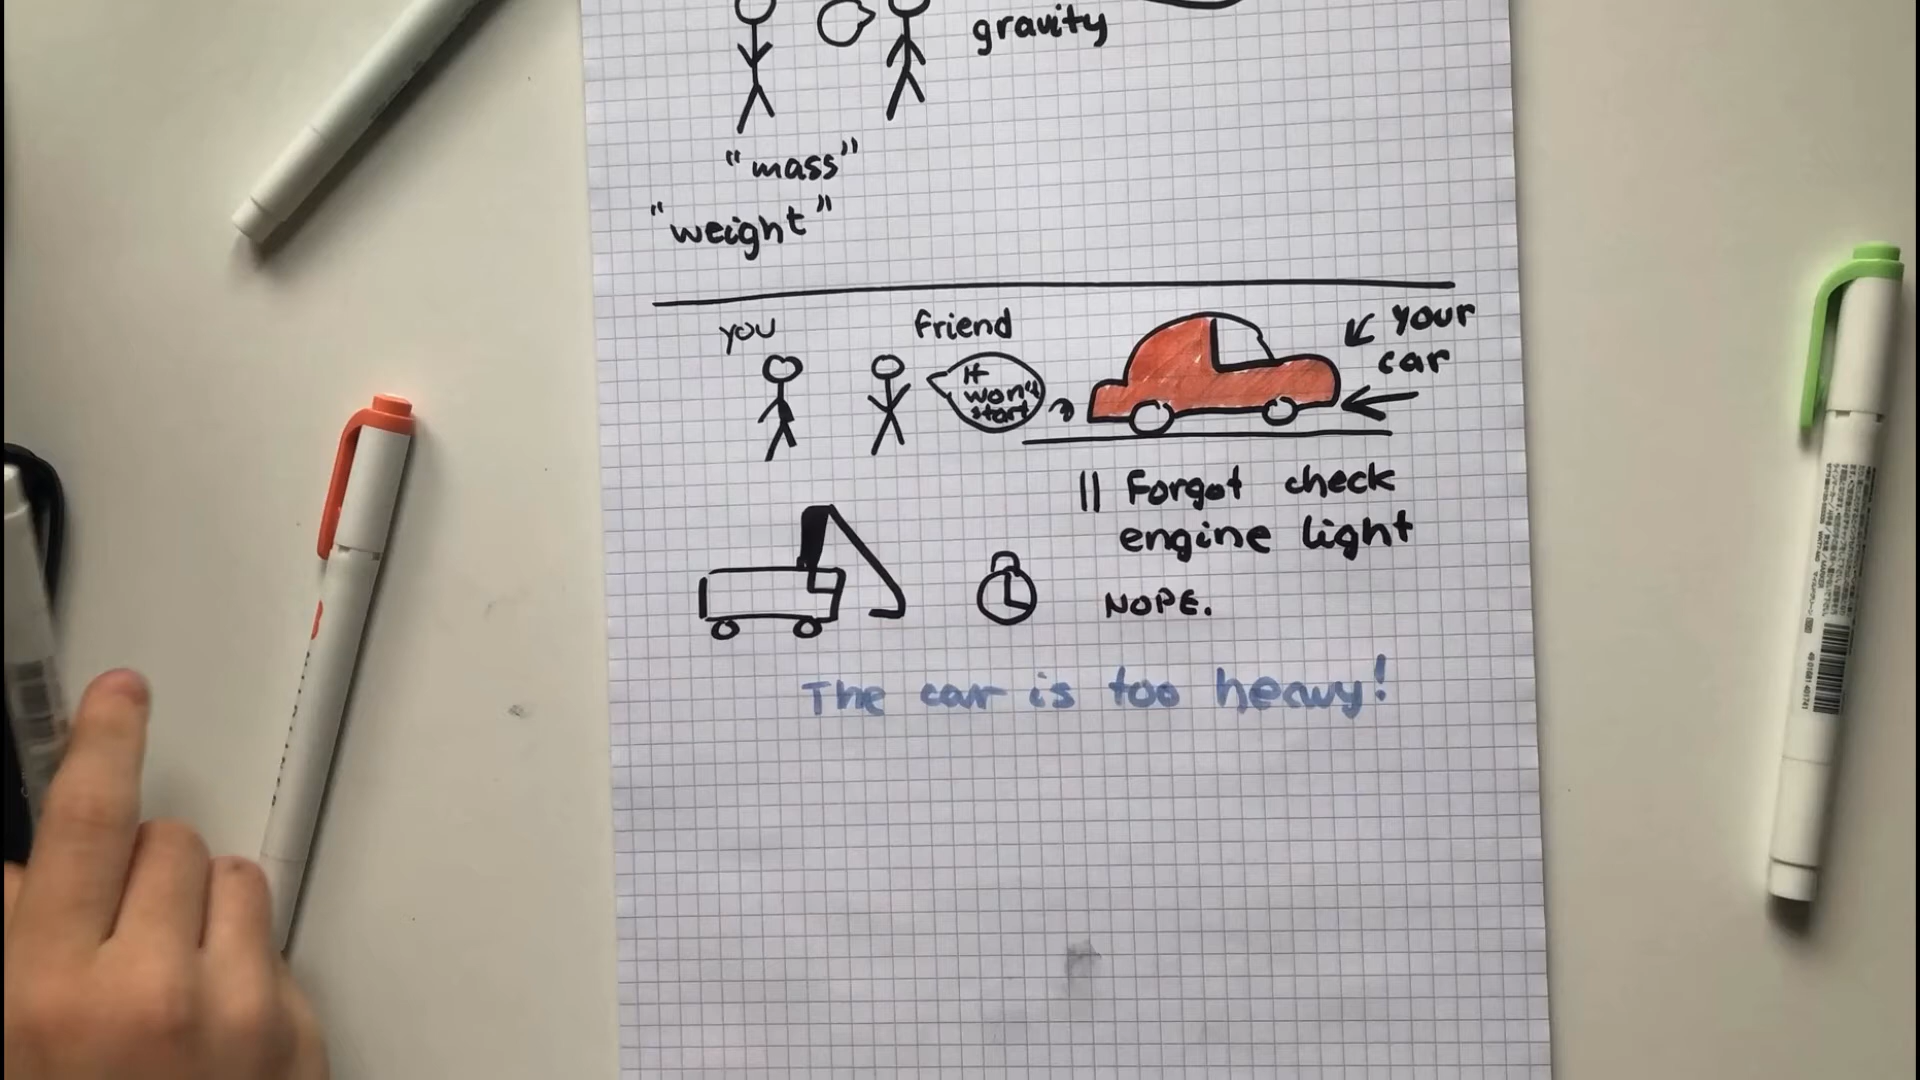 gravity
"mass"
"weight"
you
friend
It
won't
start
your
car
|| Forgot check
engine light
NOPE.
The car is too heavy!